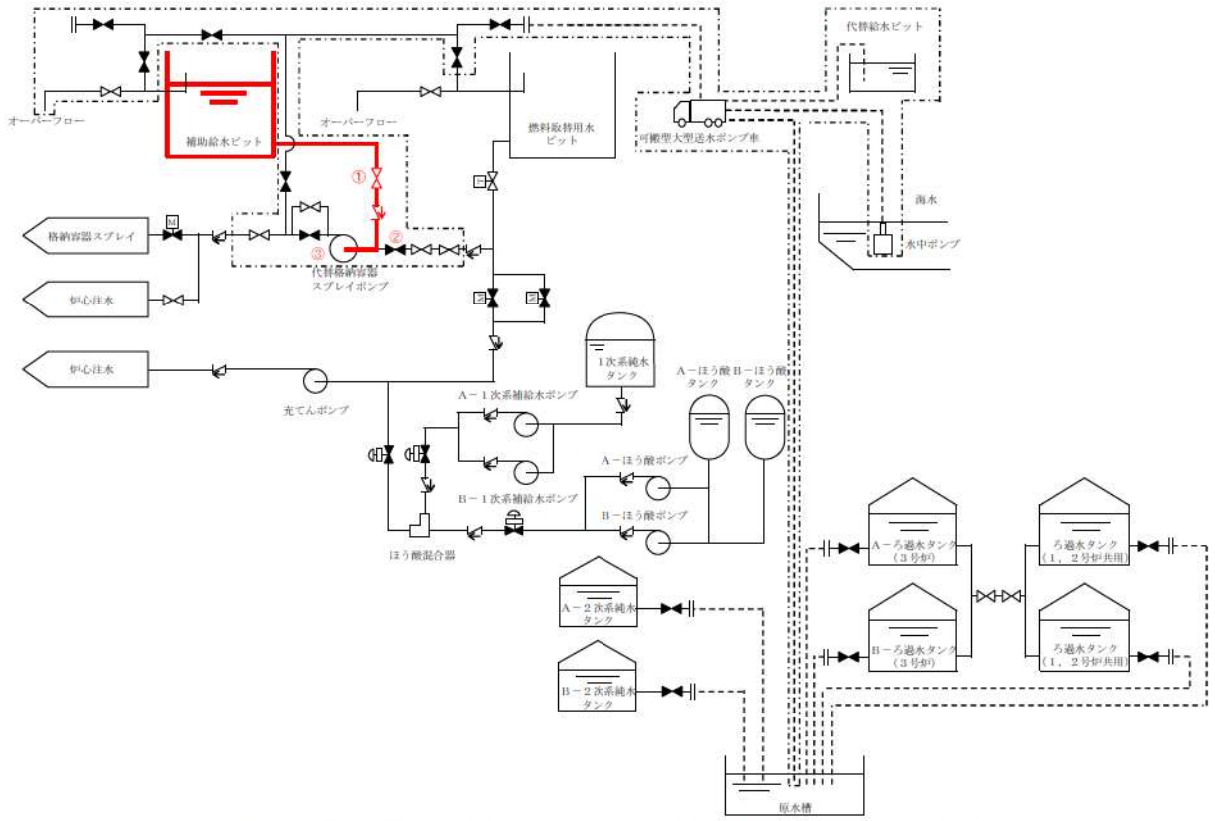 代替給水ピット
オーバーフロー
補助給水ピット
オーバーフロー
燃料取替用水
ピット
可搬型大型送水ポンプ車
①
T
海水
水中ポンプ
M
格納容器スプレイ
②
③
代替格納容器
スプレイポンプ
炉心注水
M
M
1次系純水
タンク
炉心注水
充てんポンプ
A-1次系補給水ポンプ
A-ほう酸
タンク
B-ほう酸
タンク
A-ほう酸ポンプ
B-1次系補給水ポンプ
B-ほう酸ポンプ
ほう酸混合器
A-ろ過水タンク
(3号炉)
ろ過水タンク
(1,2号炉共用)
A-2次系純水
タンク
B-ろ過水タンク
(3号炉)
ろ過水タンク
(1,2号炉共用)
B-2次系純水
タンク
原水槽